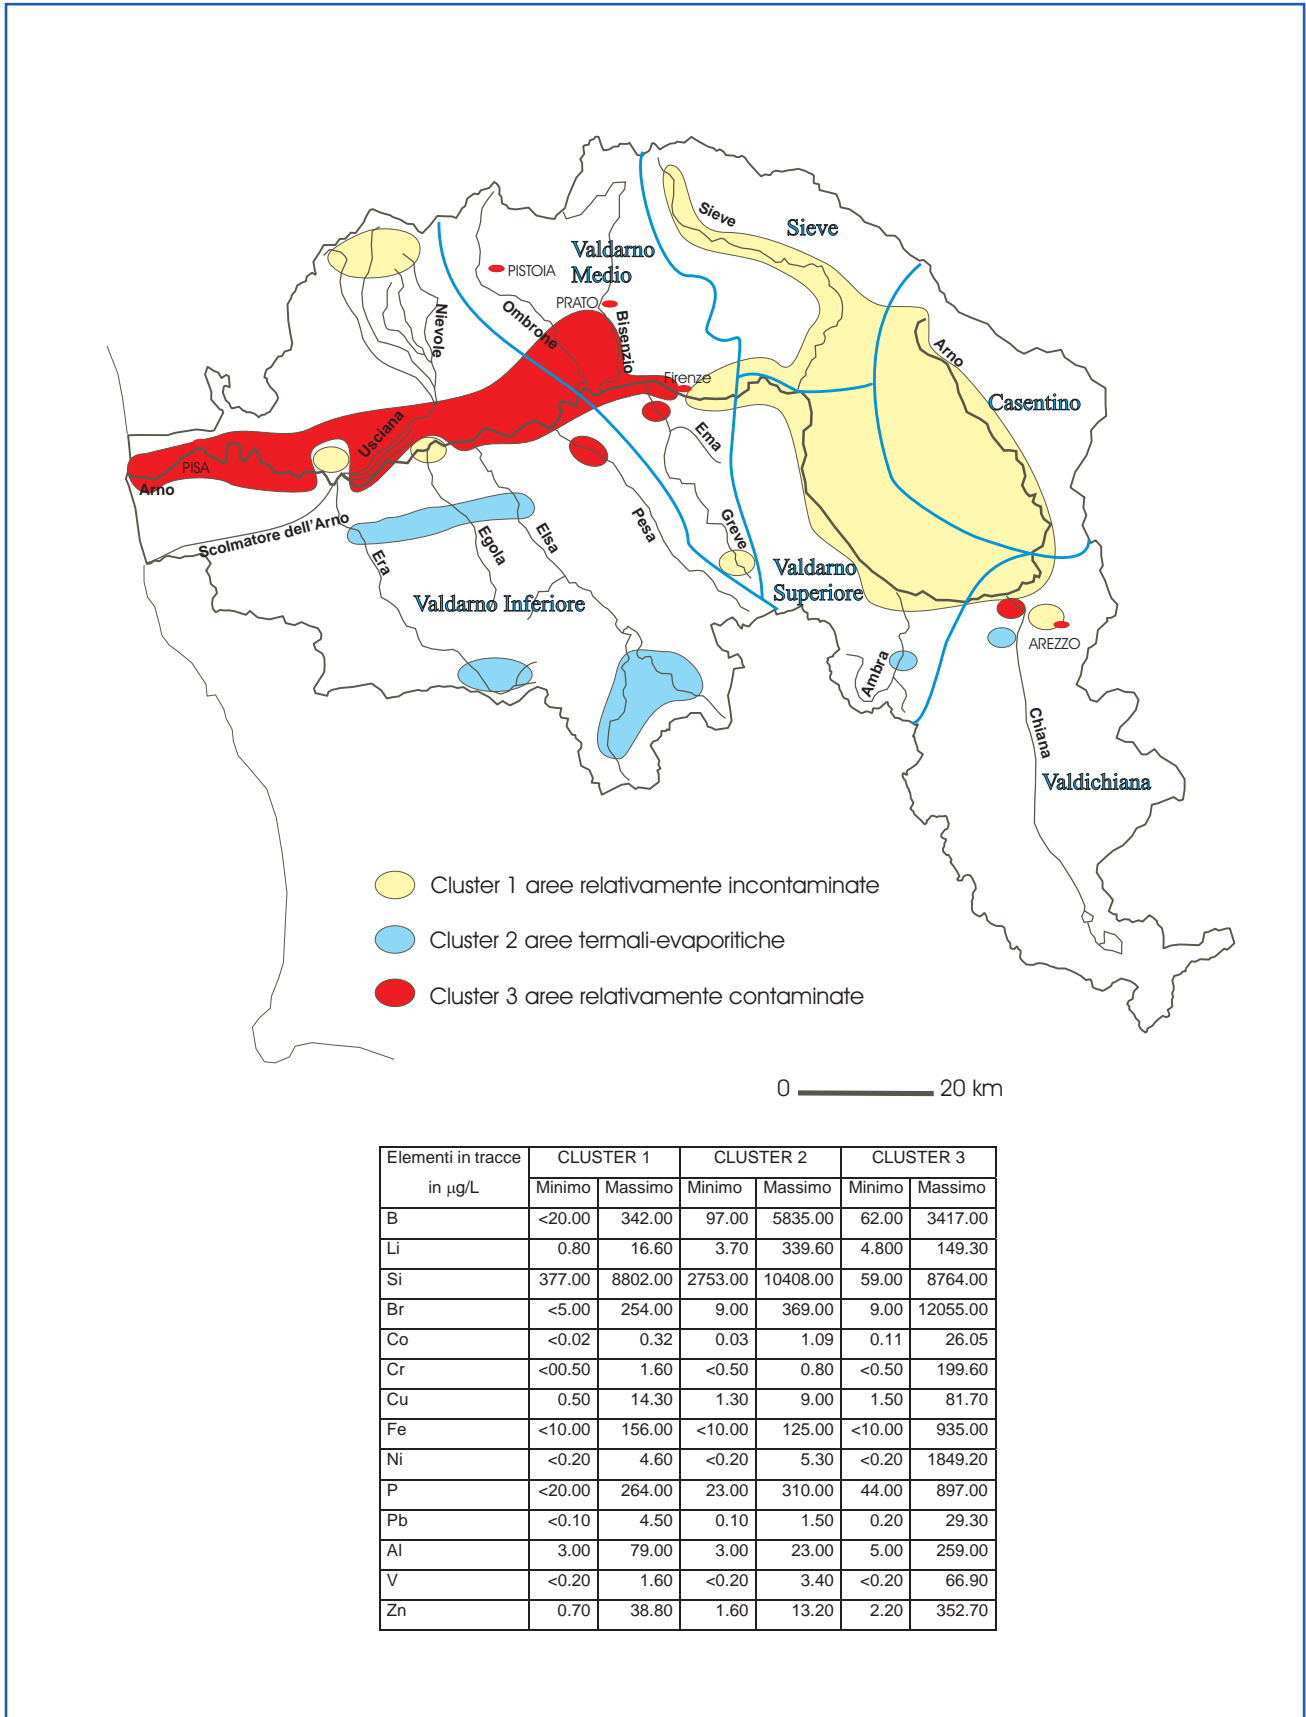 Sieve
Sieve
Valdarno
Medio
PISTOIA
PRATO
Ombrone
Bisenzio
Nievole
Firenze
Arno
Casentino
Usciana
Ema
PISA
Arno
Scolmatore dell'Arno
Era
Egola
Elsa
Pesa
Greve
Valdarno
Superiore
Valdarno Inferiore
AREZZO
Ambra
Chiana
Valdichiana
Cluster 1 aree relativamente incontaminate
Cluster 2 aree termali-evaporitiche
Cluster 3 aree relativamente contaminate
0 20 km
Elementi in tracce CLUSTER 1 CLUSTER 2 CLUSTER 3
in µg/L Minimo Massimo Minimo Massimo Minimo Massimo
B <20.00 342.00 97.00 5835.00 62.00 3417.00
Li 0.80 16.60 3.70 339.60 4.800 149.30
Si 377.00 8802.00 2753.00 10408.00 59.00 8764.00
Br <5.00 254.00 9.00 369.00 9.00 12055.00
Co <0.02 0.32 0.03 1.09 0.11 26.05
Cr <00.50 1.60 <0.50 0.80 <0.50 199.60
Cu 0.50 14.30 1.30 9.00 1.50 81.70
Fe <10.00 156.00 <10.00 125.00 <10.00 935.00
Ni <0.20 4.60 <0.20 5.30 <0.20 1849.20
P <20.00 264.00 23.00 310.00 44.00 897.00
Pb <0.10 4.50 0.10 1.50 0.20 29.30
Al 3.00 79.00 3.00 23.00 5.00 259.00
V <0.20 1.60 <0.20 3.40 <0.20 66.90
Zn 0.70 38.80 1.60 13.20 2.20 352.70